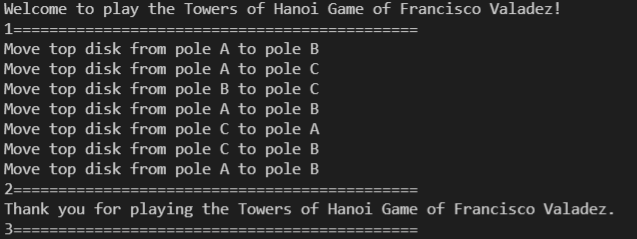 Welcome to play the Towers of Hanoi Game of Francisco Valadez!
1=============================================
Move top disk from pole A to pole B
Move top disk from pole A to pole C
Move top disk from pole B to pole C
Move top disk from pole A to pole B
Move top disk from pole C to pole A
Move top disk from pole C to pole B
Move top disk from pole A to pole B
2=============================================
Thank you for playing the Towers of Hanoi Game of Francisco Valadez.
3=============================================